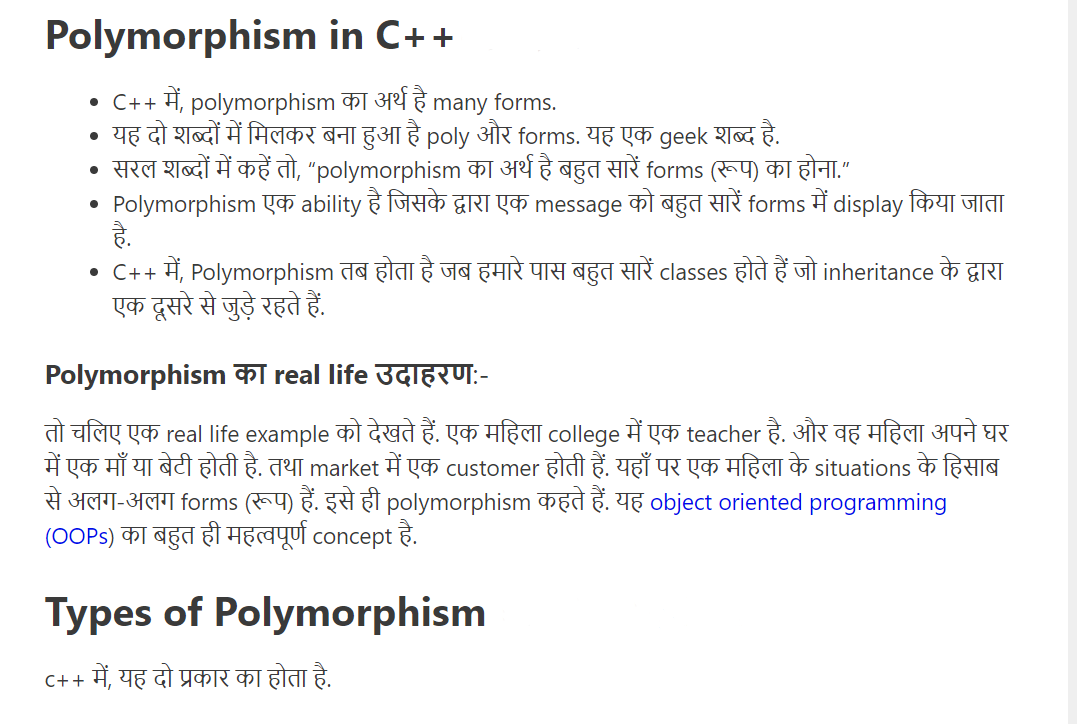 Polymorphism in C++
• C++ में, polymorphism का अर्थ है many forms.
• यह दो शब्दों में मिलकर बना हुआ है poly और forms. यह एक geek शब्द है.
• सरल शब्दों में कहें तो, “polymorphism का अर्थ है बहुत सारें forms (रूप) का होना.”
• Polymorphism एक ability है जिसके द्वारा एक message को बहुत सारें forms में display किया जाता
है.
• C++ में, Polymorphism तब होता है जब हमारे पास बहुत सारें classes होते हैं जो inheritance के द्वारा
एक दूसरे से जुड़े रहते हैं.
Polymorphism का real life उदाहरण:-
तो चलिए एक real life example को देखते हैं. एक महिला college में एक teacher है. और वह महिला अपने घर
में एक माँ या बेटी होती है. तथा market में एक customer होती हैं. यहाँ पर एक महिला के situations के हिसाब
से अलग-अलग forms (रूप) हैं. इसे ही polymorphism कहते हैं. यह object oriented programming
(OOPs) का बहुत ही महत्वपूर्ण concept है.
Types of Polymorphism
c++ में, यह दो प्रकार का होता है.